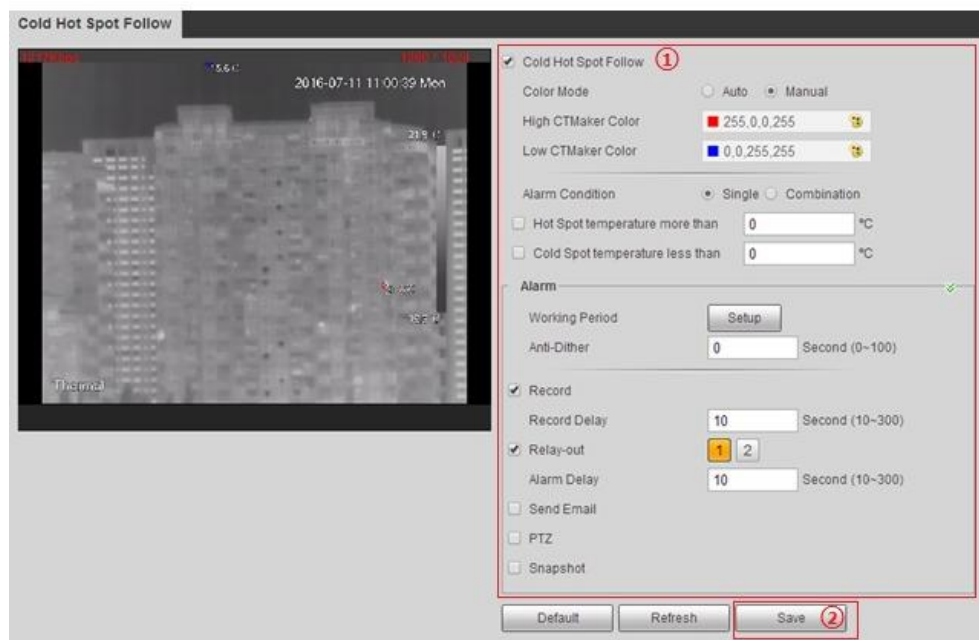 Cold Hot Spot Follow
2016-07-11 11:00:39 Mon
Thermal
Cold Hot Spot Follow ①
Color Mode Auto Manual
High CTMaker Color 255,0,0,255
Low CTMaker Color 0,0,255,255
Alarm Condition Single Combination
Hot Spot temperature more than 0 °C
Cold Spot temperature less than 0 °C
Alarm
Working Period Setup
Anti-Dither 0 Second (0~100)
Record
Record Delay 10 Second (10~300)
Relay-out 1 2
Alarm Delay 10 Second (10~300)
Send Email
PTZ
Snapshot
Default Refresh Save ②